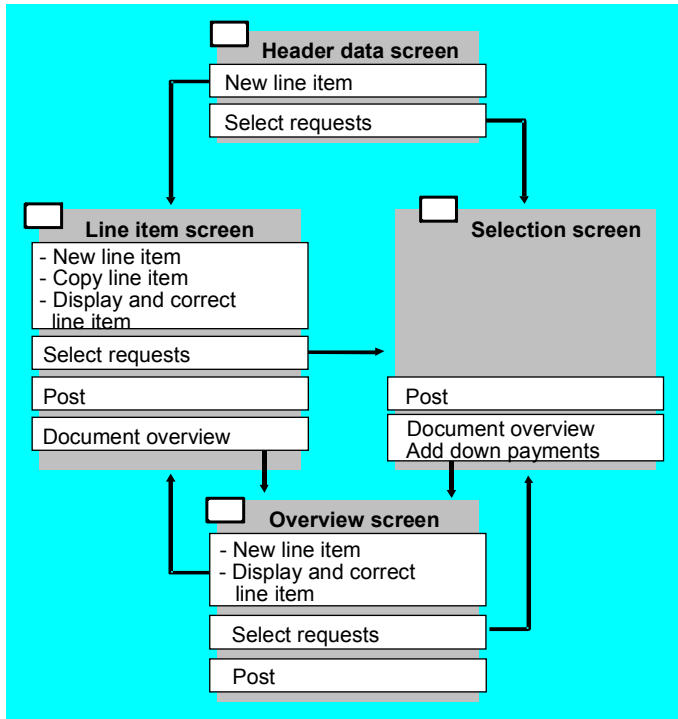 Header data screen
New line item
Select requests
Line item screen
- New line item
- Copy line item
- Display and correct
line item
Select requests
Post
Document overview
Selection screen
Post
Document overview
Add down payments
Overview screen
- New line item
- Display and correct
line item
Select requests
Post